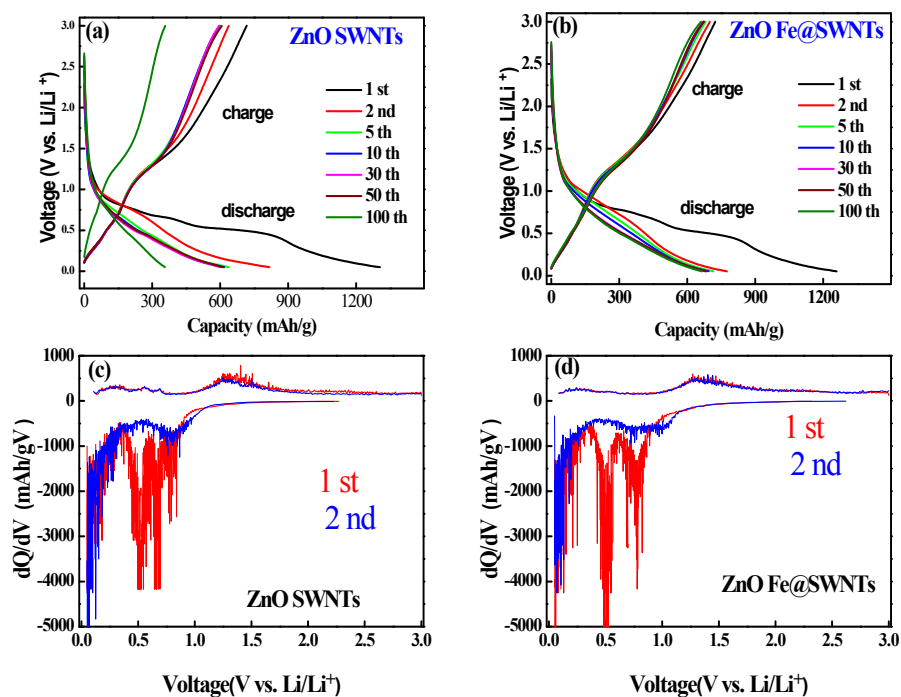 (a)
ZnO SWNTs
3.0
2.5
2.0
1.5
1.0
0.5
0.0
Voltage (V vs. Li/Li +)
charge
discharge
1 st
2 nd
5 th
10 th
30 th
50 th
100 th
0 300 600 900 1200
Capacity (mAh/g)
(b)
ZnO Fe@SWNTs
3.0
2.5
2.0
1.5
1.0
0.5
0.0
Voltage (V vs. Li/Li +)
charge
discharge
1 st
2 nd
5 th
10 th
30 th
50 th
100 th
0 300 600 900 1200
Capacity (mAh/g)
(c)
1000
0
-1000
-2000
-3000
-4000
-5000
dQ/dV (mAh/gV)
1 st
2 nd
ZnO SWNTs
0.0 0.5 1.0 1.5 2.0 2.5 3.0
Voltage(V vs. Li/Li+)
(d)
1000
0
-1000
-2000
-3000
-4000
-5000
dQ/dV (mAh/gV)
1 st
2 nd
ZnO Fe@SWNTs
0.0 0.5 1.0 1.5 2.0 2.5 3.0
Voltage(V vs. Li/Li+)